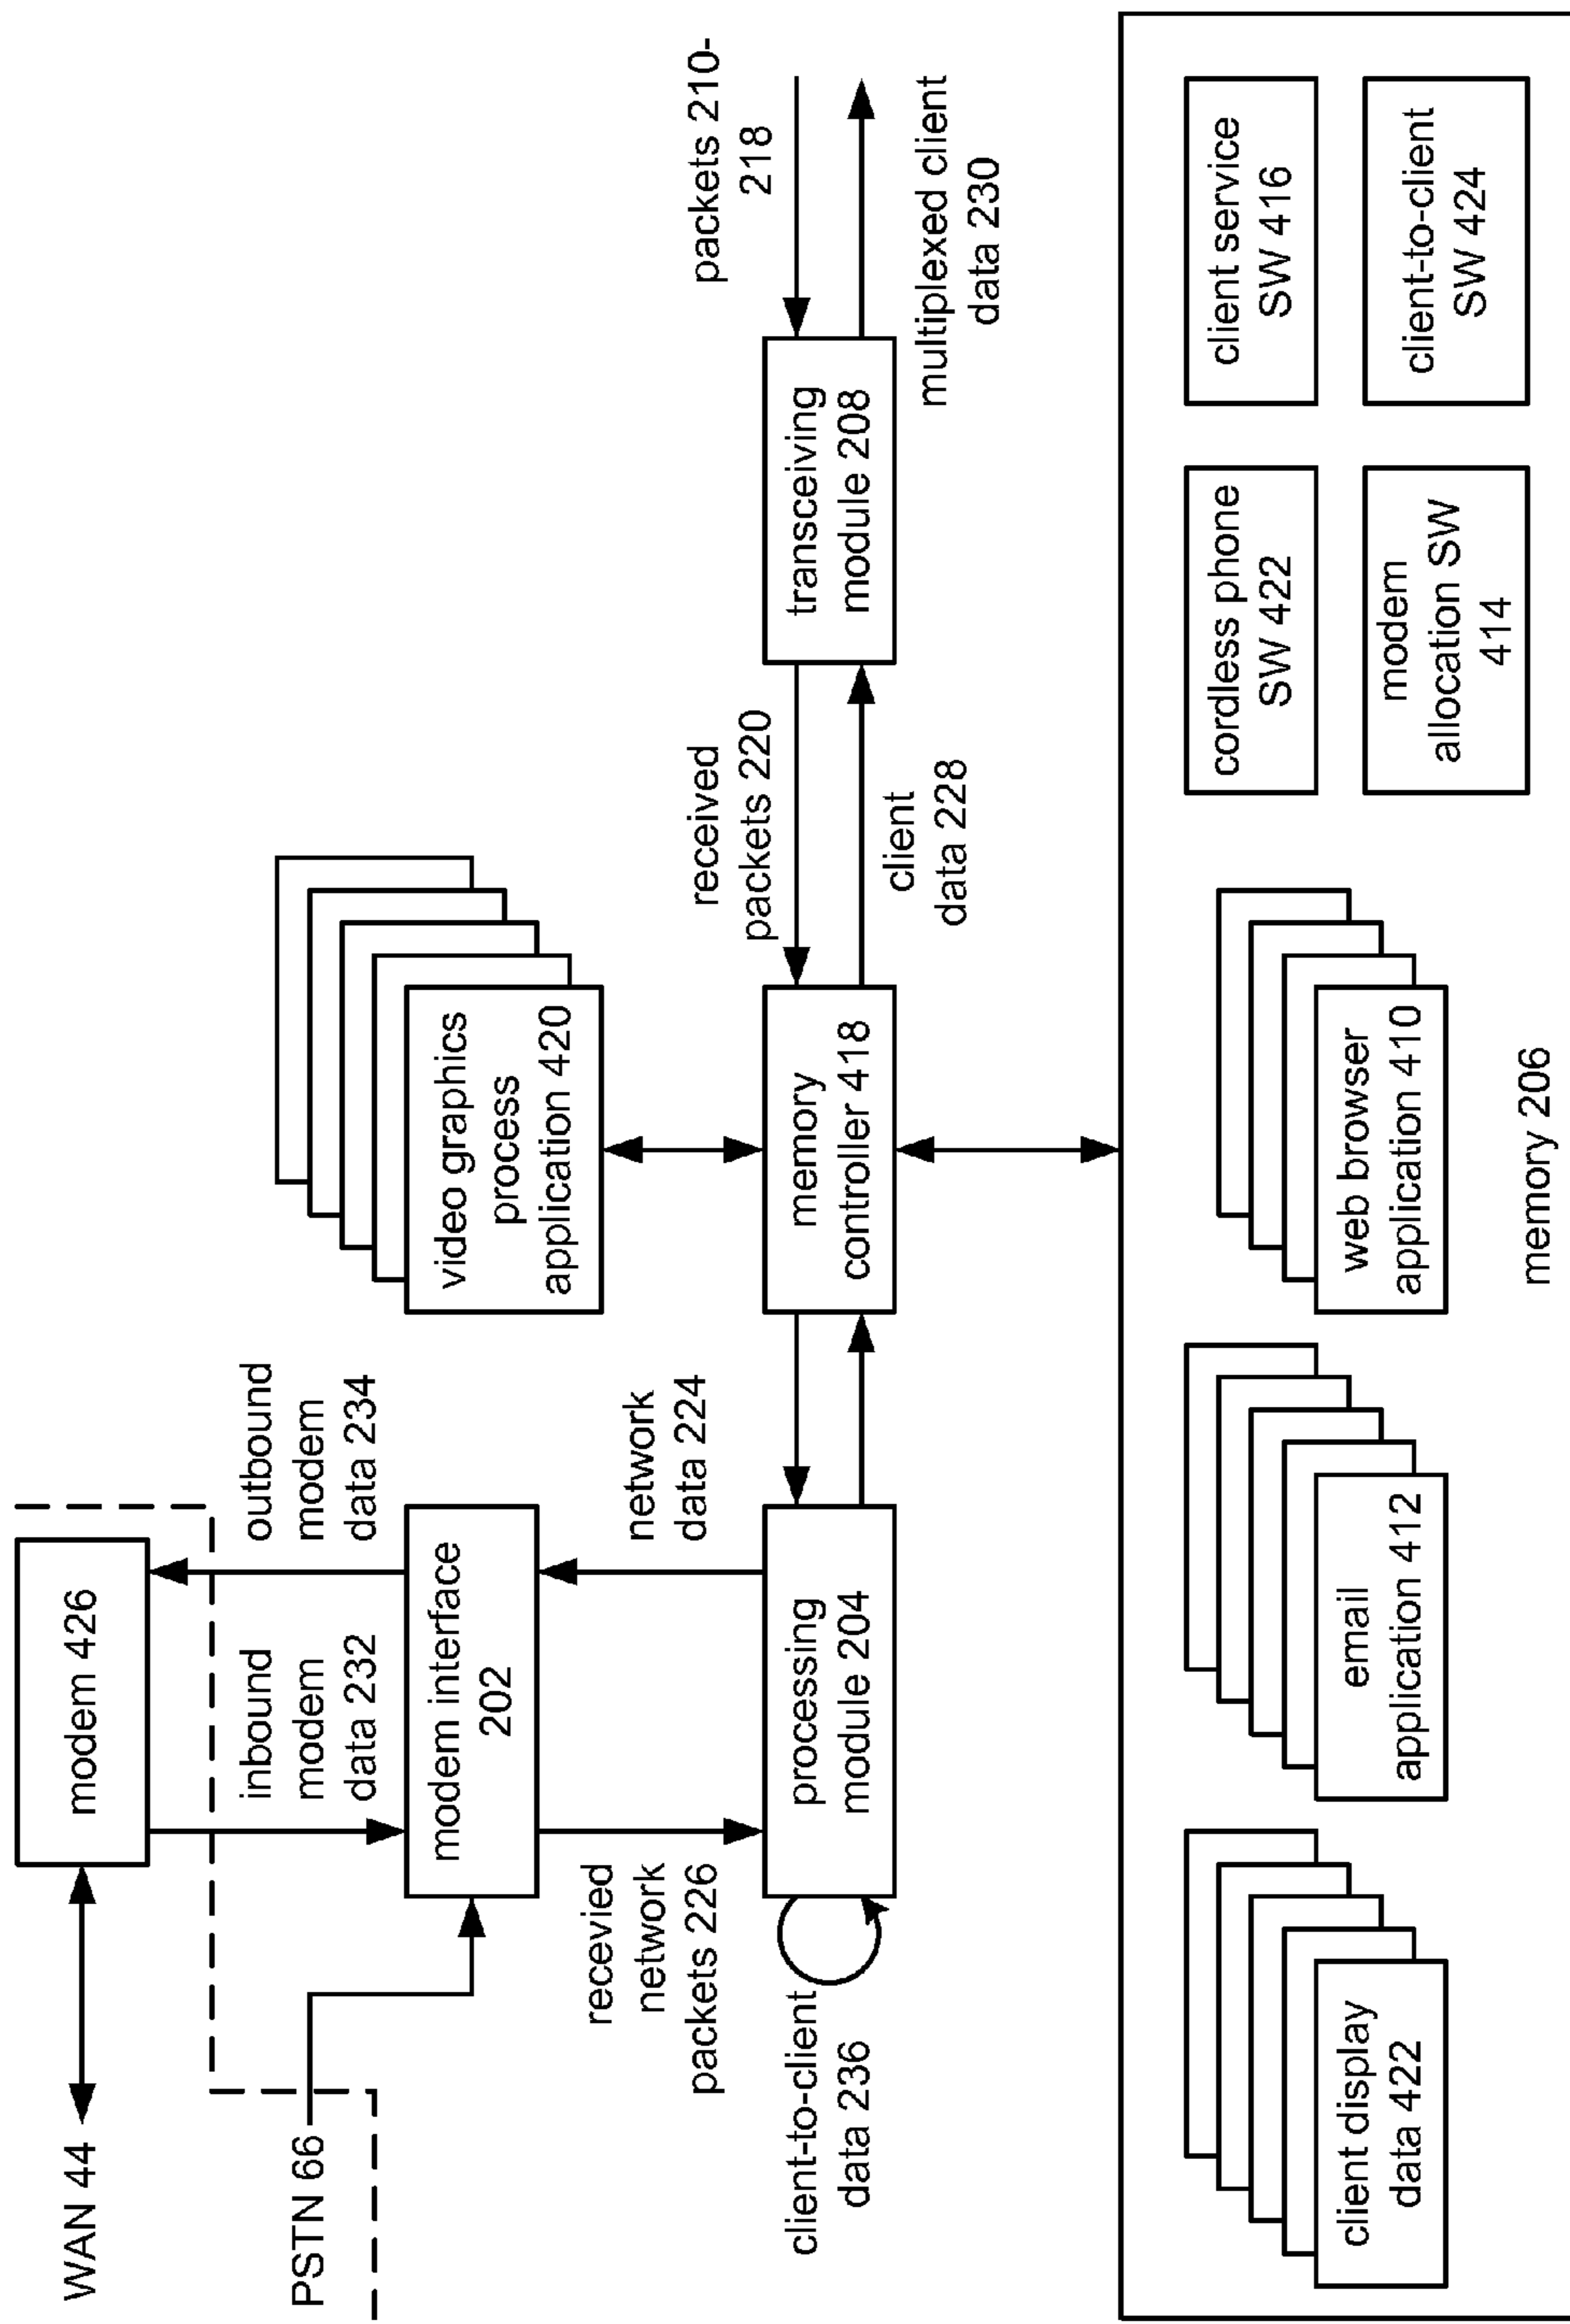 WAN 44
modem 426
PSTN 66
inbound
modem
data 232
outbound
modem
data 234
modem interface
202
recevied
network
packets 226
network
data 224
client-to-client
data 236
processing
module 204
video graphics
process
application 420
memory
controller 418
received
packets 220
client
data 228
transceiving
module 208
packets 210-
218
multiplexed client
data 230
client display
data 422
email
application 412
web browser
application 410
cordless phone
SW 422
client service
SW 416
modem
allocation SW
414
client-to-client
SW 424
memory 206